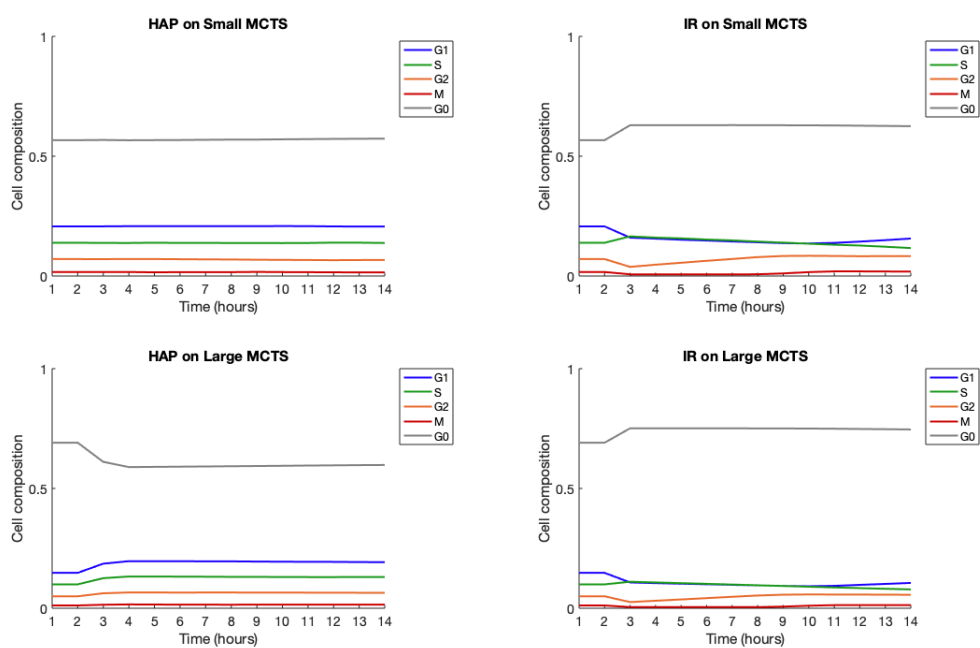 HAP on Small MCTS
1
0.5
0
Cell composition
1 2 3 4 5 6 7 8 9 10 11 12 13 14
Time (hours)
G1
S
G2
M
G0
IR on Small MCTS
1
0.5
0
Cell composition
1 2 3 4 5 6 7 8 9 10 11 12 13 14
Time (hours)
G1
S
G2
M
G0
HAP on Large MCTS
1
0.5
0
Cell composition
1 2 3 4 5 6 7 8 9 10 11 12 13 14
Time (hours)
G1
S
G2
M
G0
IR on Large MCTS
1
0.5
0
Cell composition
1 2 3 4 5 6 7 8 9 10 11 12 13 14
Time (hours)
G1
S
G2
M
G0